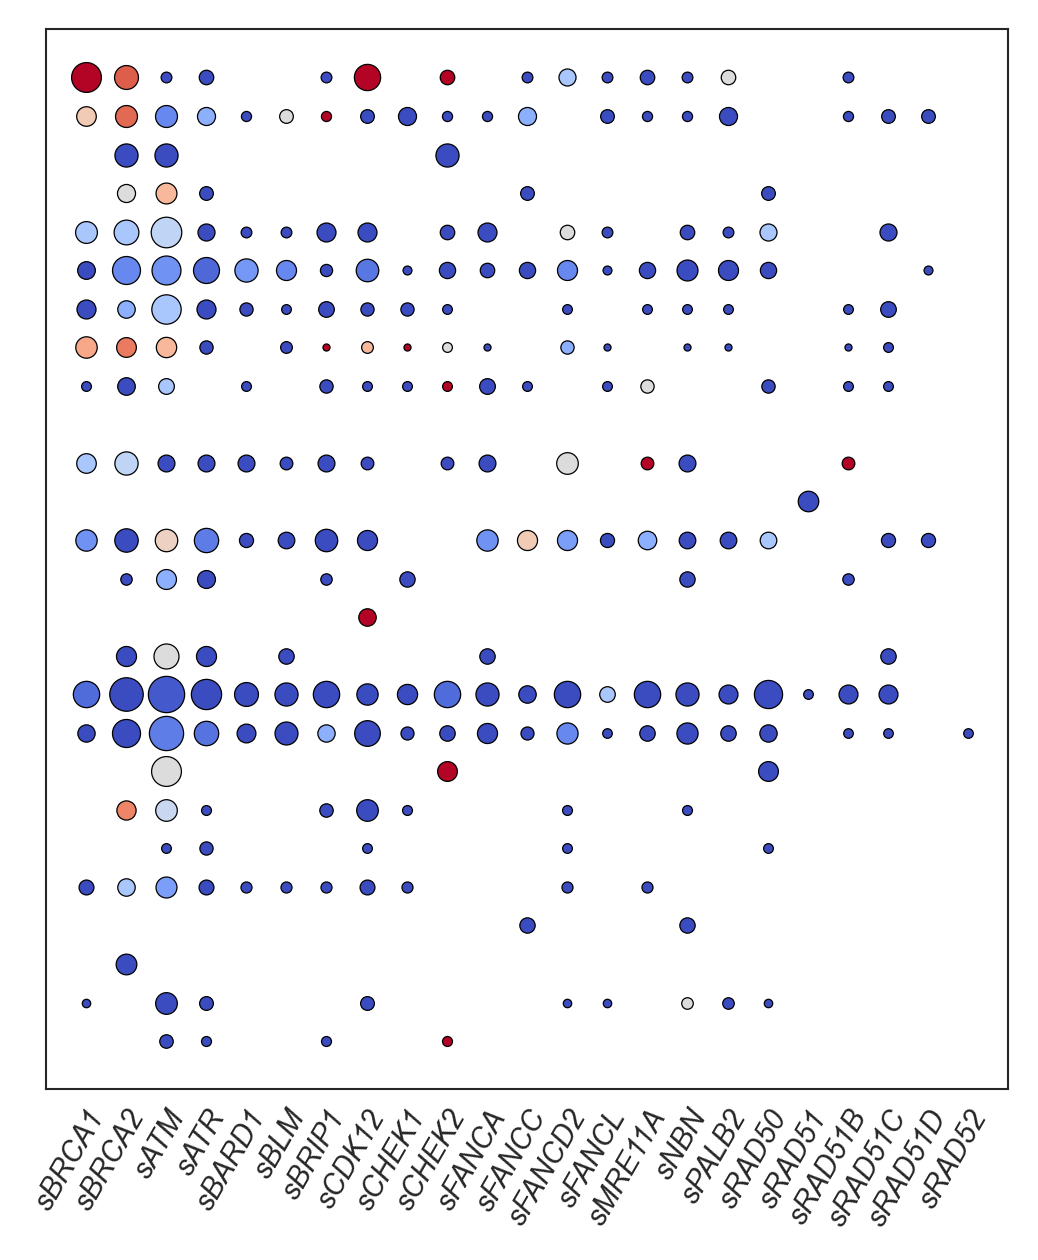 sBRCA1
sBRCA2
sATM
sATR
sBARD1
sBLM
sBRIP1
sCDK12
sCHEK1
sCHEK2
sFANCA
sFANCC
sFANCD2
sFANCL
sMRE11A
sNBN
sPALB2
sRAD50
sRAD51
sRAD51B
sRAD51C
sRAD51D
sRAD52